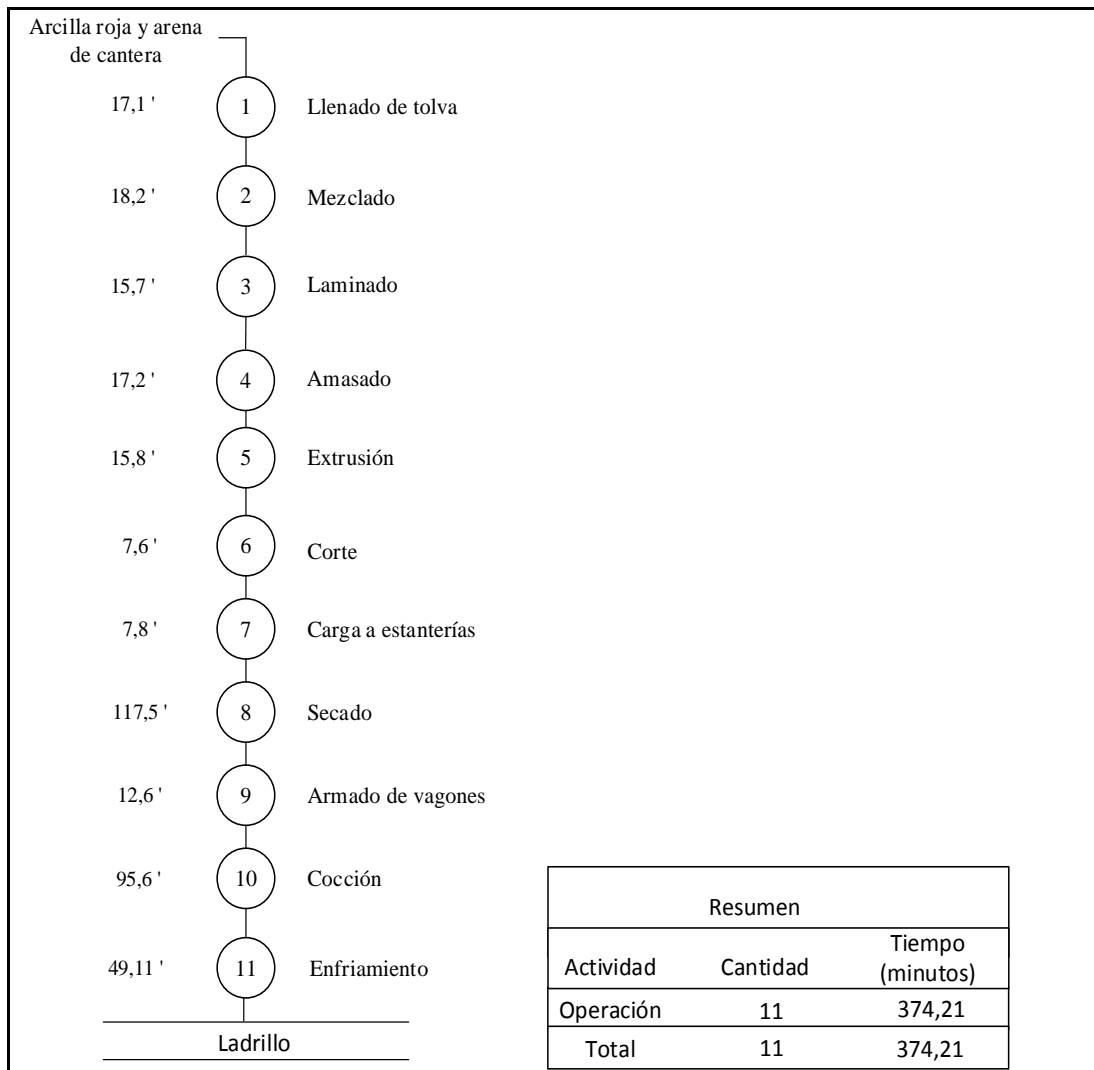 Arcilla roja y arena
de cantera
17,1 ' 1 Llenado de tolva
18,2 ' 2 Mezclado
15,7 ' 3 Laminado
17,2 ' 4 Amasado
15,8 ' 5 Extrusión
7,6 ' 6 Corte
7,8 ' 7 Carga a estanterías
117,5 ' 8 Secado
12,6 ' 9 Armado de vagones
95,6 ' 10 Cocción
49,11 ' 11 Enfriamiento
Ladrillo
Resumen
Actividad Cantidad Tiempo
(minutos)
Operación 11 374,21
Total 11 374,21